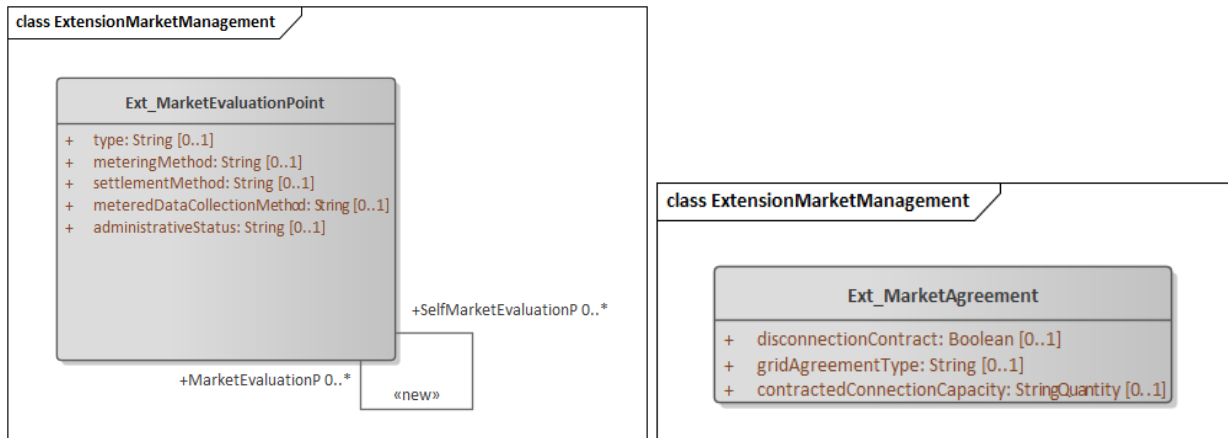 class ExtensionMarketManagement
Ext_MarketEvaluationPoint
+ type: String [0..1]
+ meteringMethod: String [0..1]
+ settlementMethod: String [0..1]
+ meteredDataCollectionMethod: String [0..1]
+ administrativeStatus: String [0..1]
+SelfMarketEvaluationP 0..*
+MarketEvaluationP 0..*
«new»
class ExtensionMarketManagement
Ext_MarketAgreement
+ disconnectionContract: Boolean [0..1]
+ gridAgreementType: String [0..1]
+ contractedConnectionCapacity: StringQuantity [0..1]